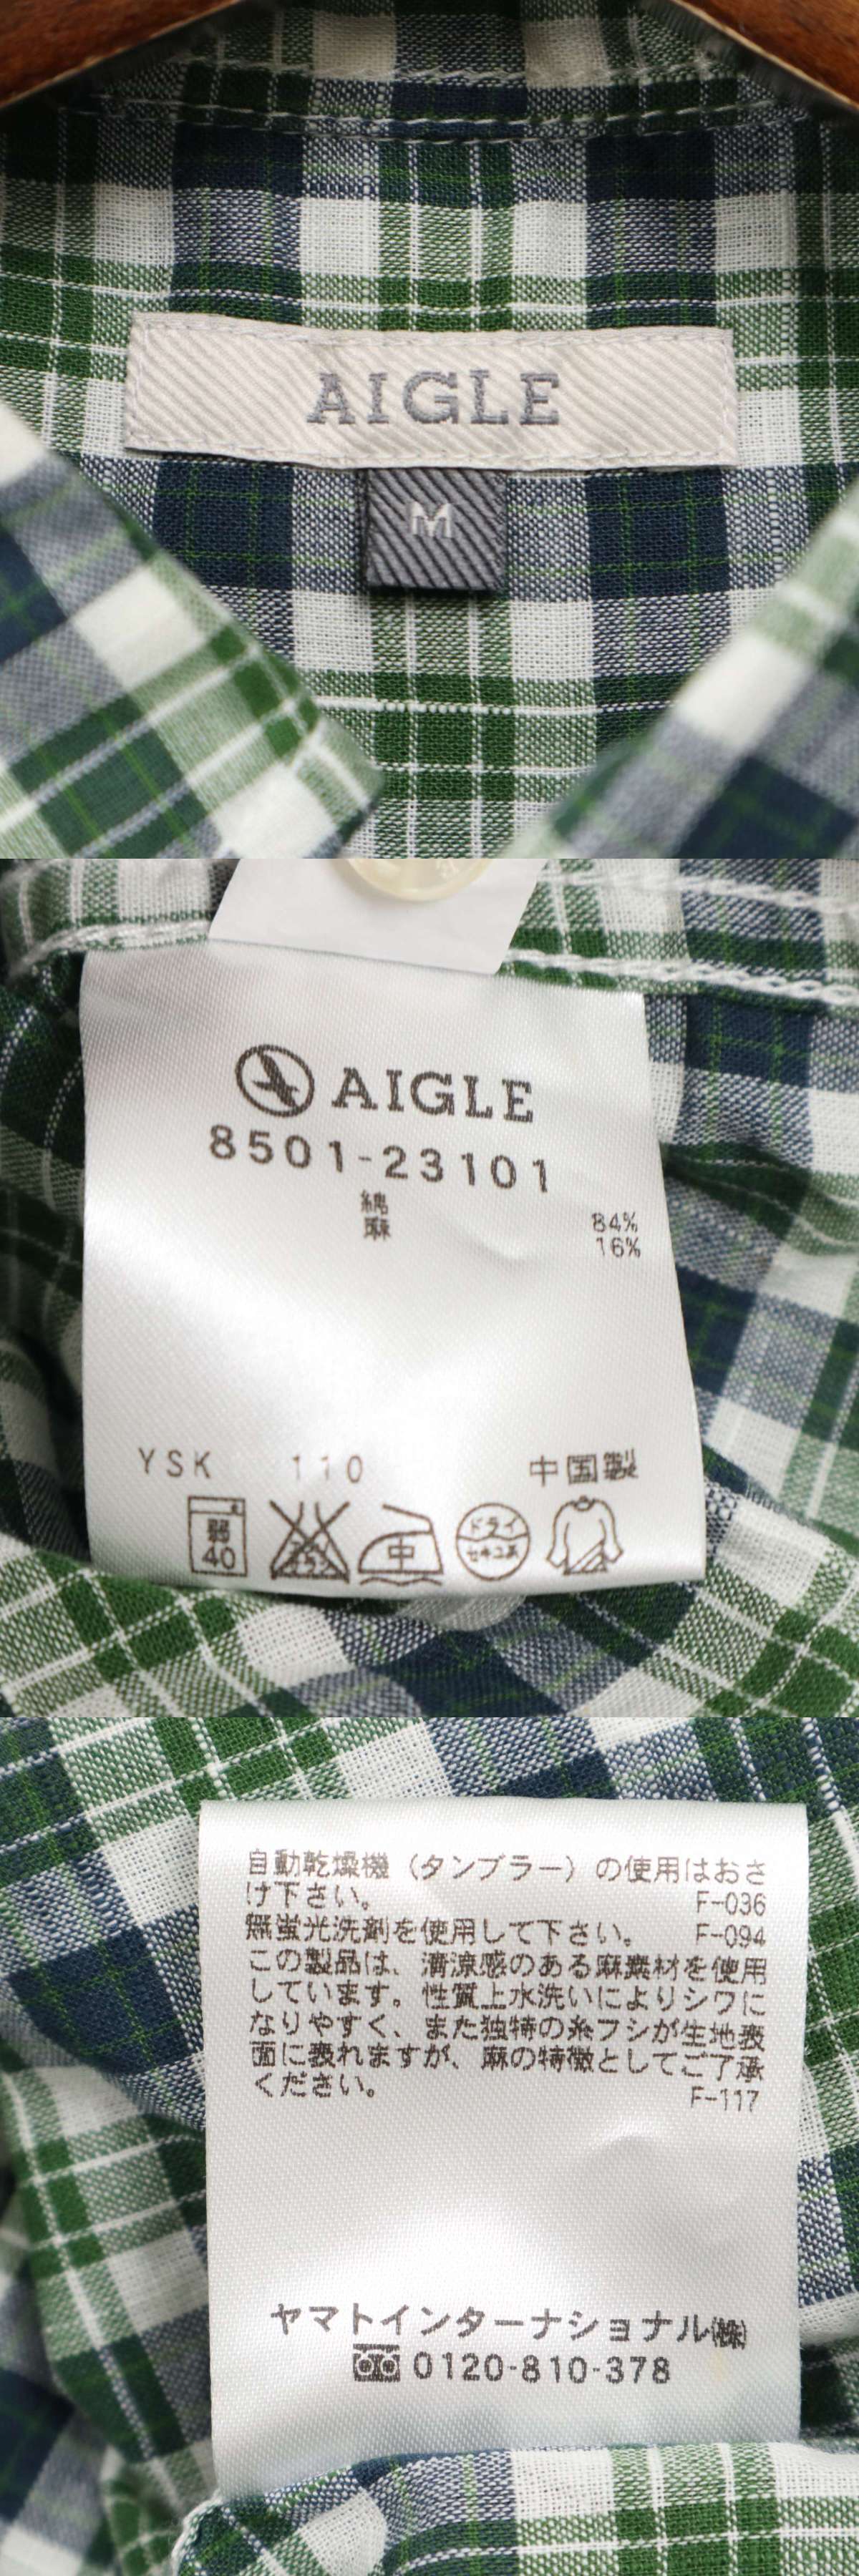 AIGLE
M
AIGLE
8501-23101
綿 84%
麻 16%
YSK 110 中国製
弱 40
エンソサラシ
中
ドライ
セキユ系
自動乾燥機（タンブラー）の使用はおさ
け下さい。 F-036
無蛍光洗剤を使用して下さい。 F-094
この製品は、清涼感のある麻素材を使用
しています。性質上水洗いによりシワに
なりやすく、また独特の糸フシが生地表
面に表れますが、麻の特徴としてご了承
ください。 F-117
ヤマトインターナショナル㈱
0120-810-378